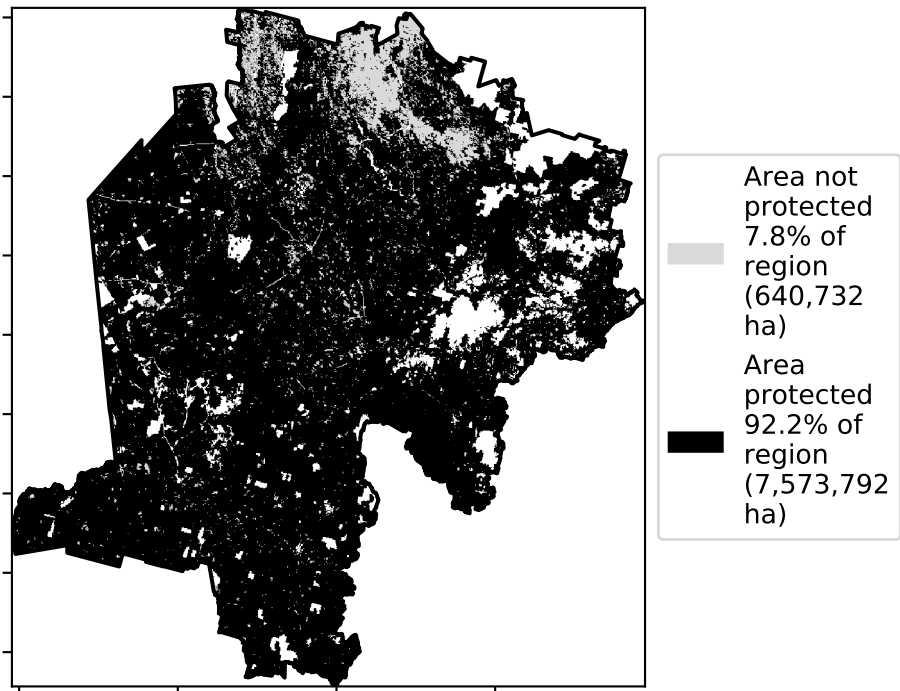 Area not
protected
7.8% of
region
(640,732
ha)
Area
protected
92.2% of
region
(7,573,792
ha)